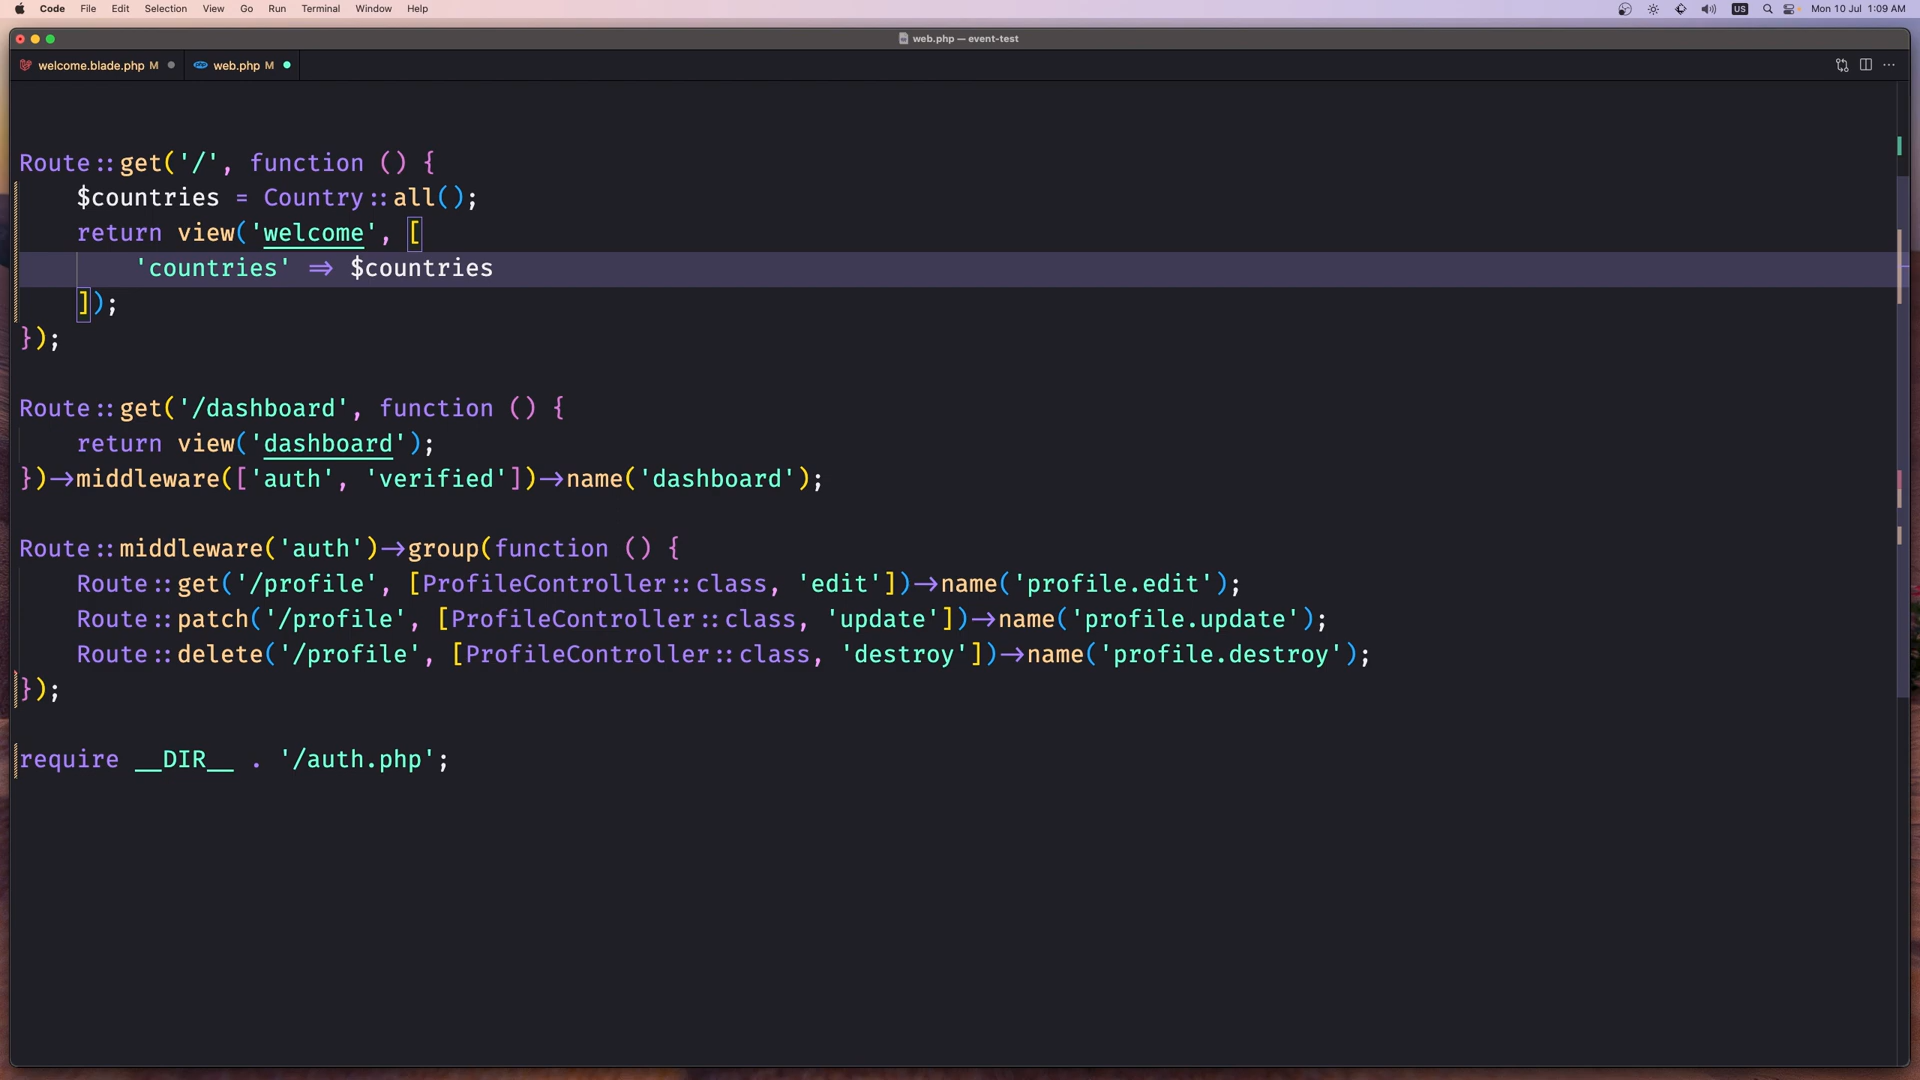 Code File Edit Selection View Go Run Terminal Window Help US Mon 10 Jul 1:09 AM
web.php — event-test
welcome.blade.php M php web.php M
Route::get('/', function () {
$countries = Country::all();
return view('welcome', [
'countries' => $countries
]);
});
Route::get('/dashboard', function () {
return view('dashboard');
})->middleware(['auth', 'verified'])->name('dashboard');
Route::middleware('auth')->group(function () {
Route::get('/profile', [ProfileController::class, 'edit'])->name('profile.edit');
Route::patch('/profile', [ProfileController::class, 'update'])->name('profile.update');
Route::delete('/profile', [ProfileController::class, 'destroy'])->name('profile.destroy');
});
require __DIR__ . '/auth.php';